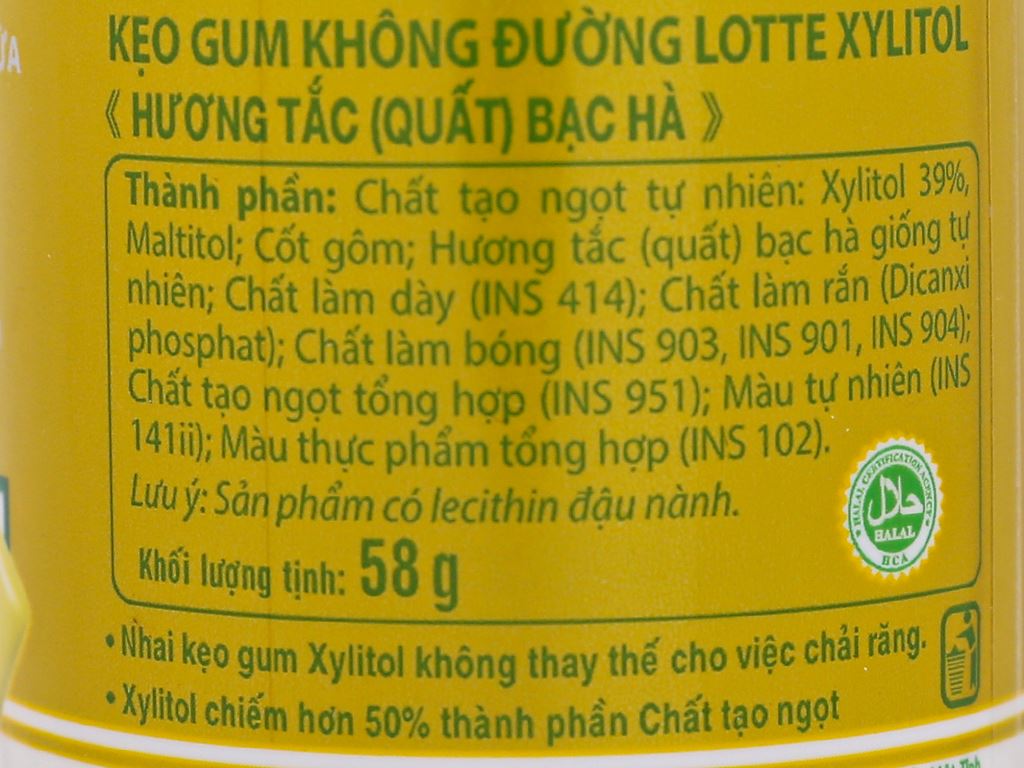 KẸO GUM KHÔNG ĐƯỜNG LOTTE XYLITOL
《 HƯƠNG TẮC (QUẤT) BẠC HÀ 》
Thành phần: Chất tạo ngọt tự nhiên: Xylitol 39%,
Maltitol; Cốt gôm; Hương tắc (quất) bạc hà giống tự
nhiên; Chất làm dày (INS 414); Chất làm rắn (Dicanxi
phosphat); Chất làm bóng (INS 903, INS 901, INS 904);
Chất tạo ngọt tổng hợp (INS 951); Màu tự nhiên (INS
141ii); Màu thực phẩm tổng hợp (INS 102).
Lưu ý: Sản phẩm có lecithin đậu nành.
HALAL CERTIFICATION AGENCY
حلال
HALAL
HCA
Khối lượng tịnh: 58 g
• Nhai kẹo gum Xylitol không thay thế cho việc chải răng.
• Xylitol chiếm hơn 50% thành phần Chất tạo ngọt